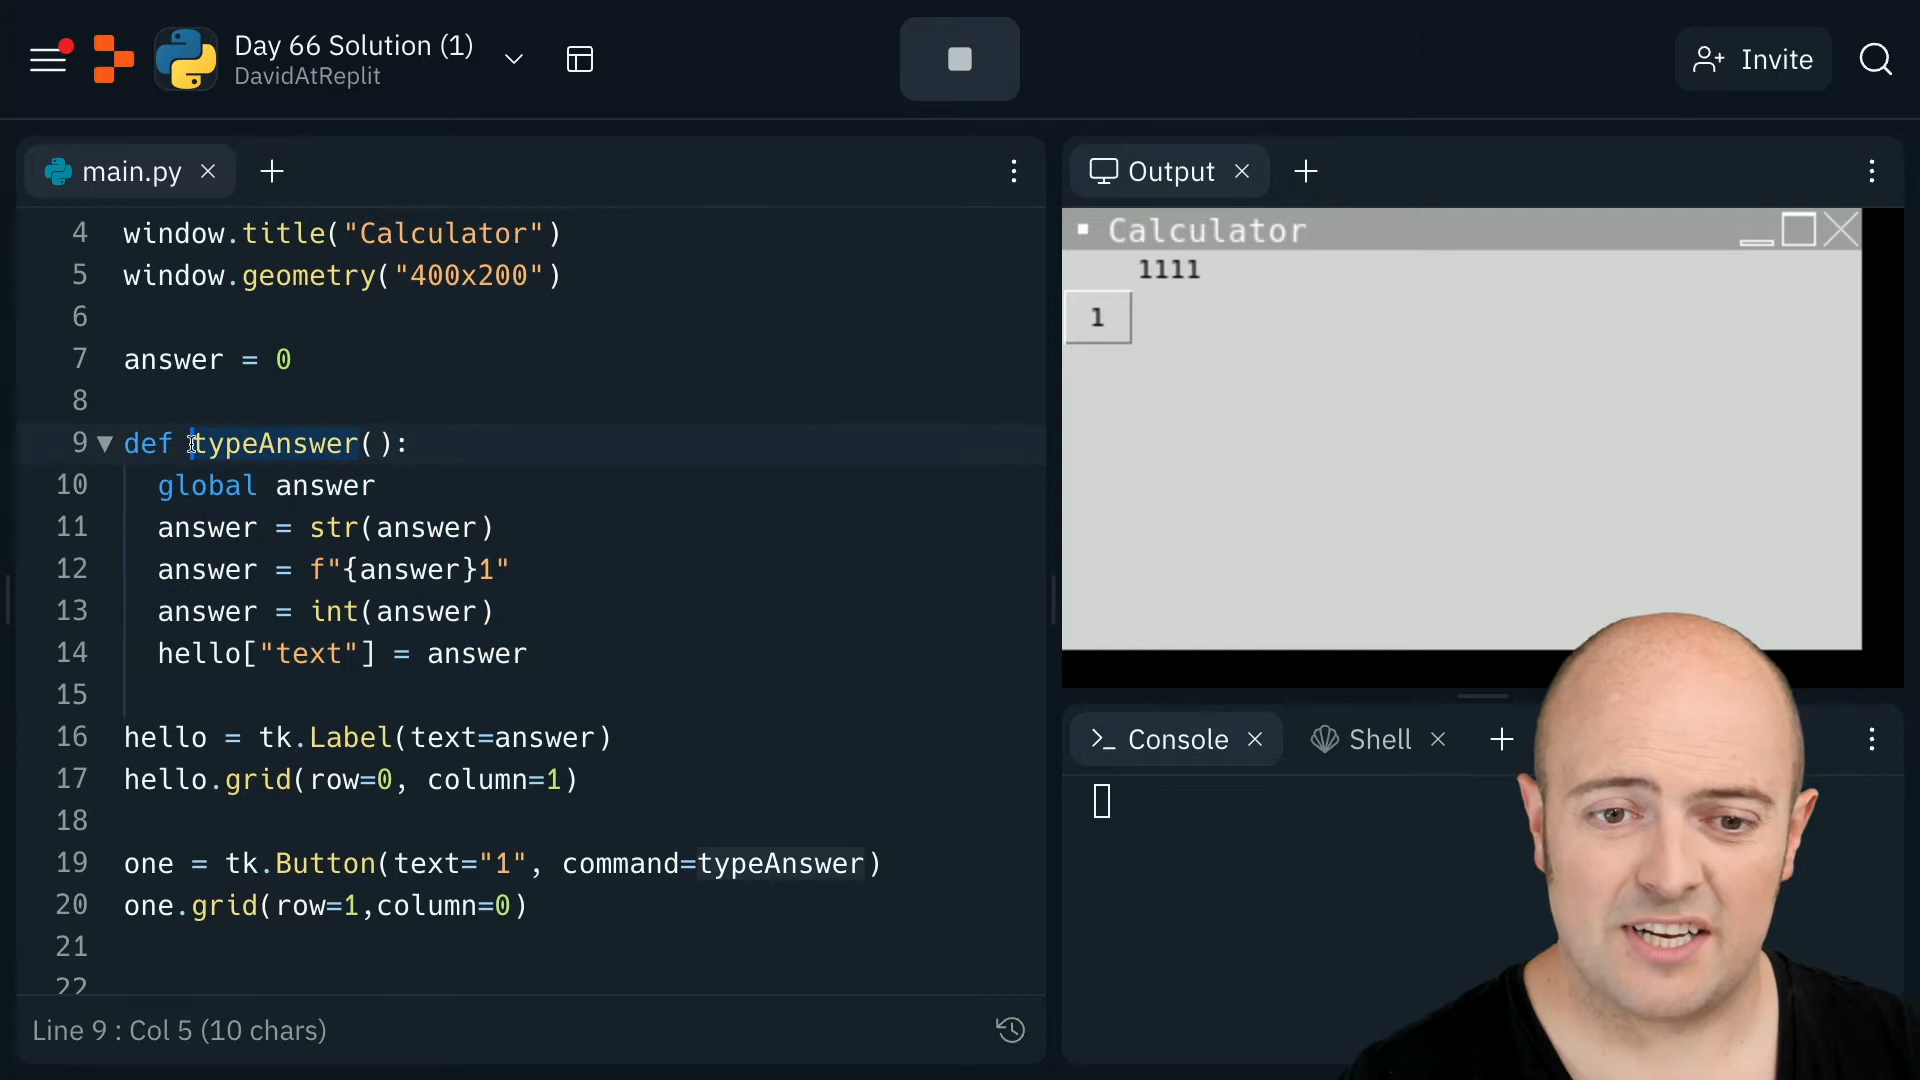 Day 66 Solution (1)
DavidAtReplit
Invite
main.py
4 window.title("Calculator")
5 window.geometry("400x200")
6
7 answer = 0
8
9 def typeAnswer():
10 global answer
11 answer = str(answer)
12 answer = f"{answer}1"
13 answer = int(answer)
14 hello["text"] = answer
15
16 hello = tk.Label(text=answer)
17 hello.grid(row=0, column=1)
18
19 one = tk.Button(text="1", command=typeAnswer)
20 one.grid(row=1,column=0)
21
22
Line 9 : Col 5 (10 chars)
Output
Calculator
1111
1
Console
Shell